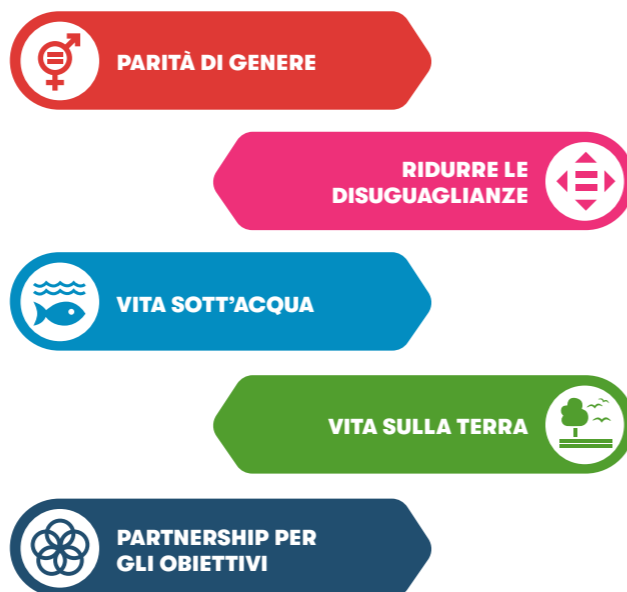 PARITÀ DI GENERE
RIDURRE LE
DISUGUAGLIANZE
VITA SOTT'ACQUA
VITA SULLA TERRA
PARTNERSHIP PER
GLI OBIETTIVI